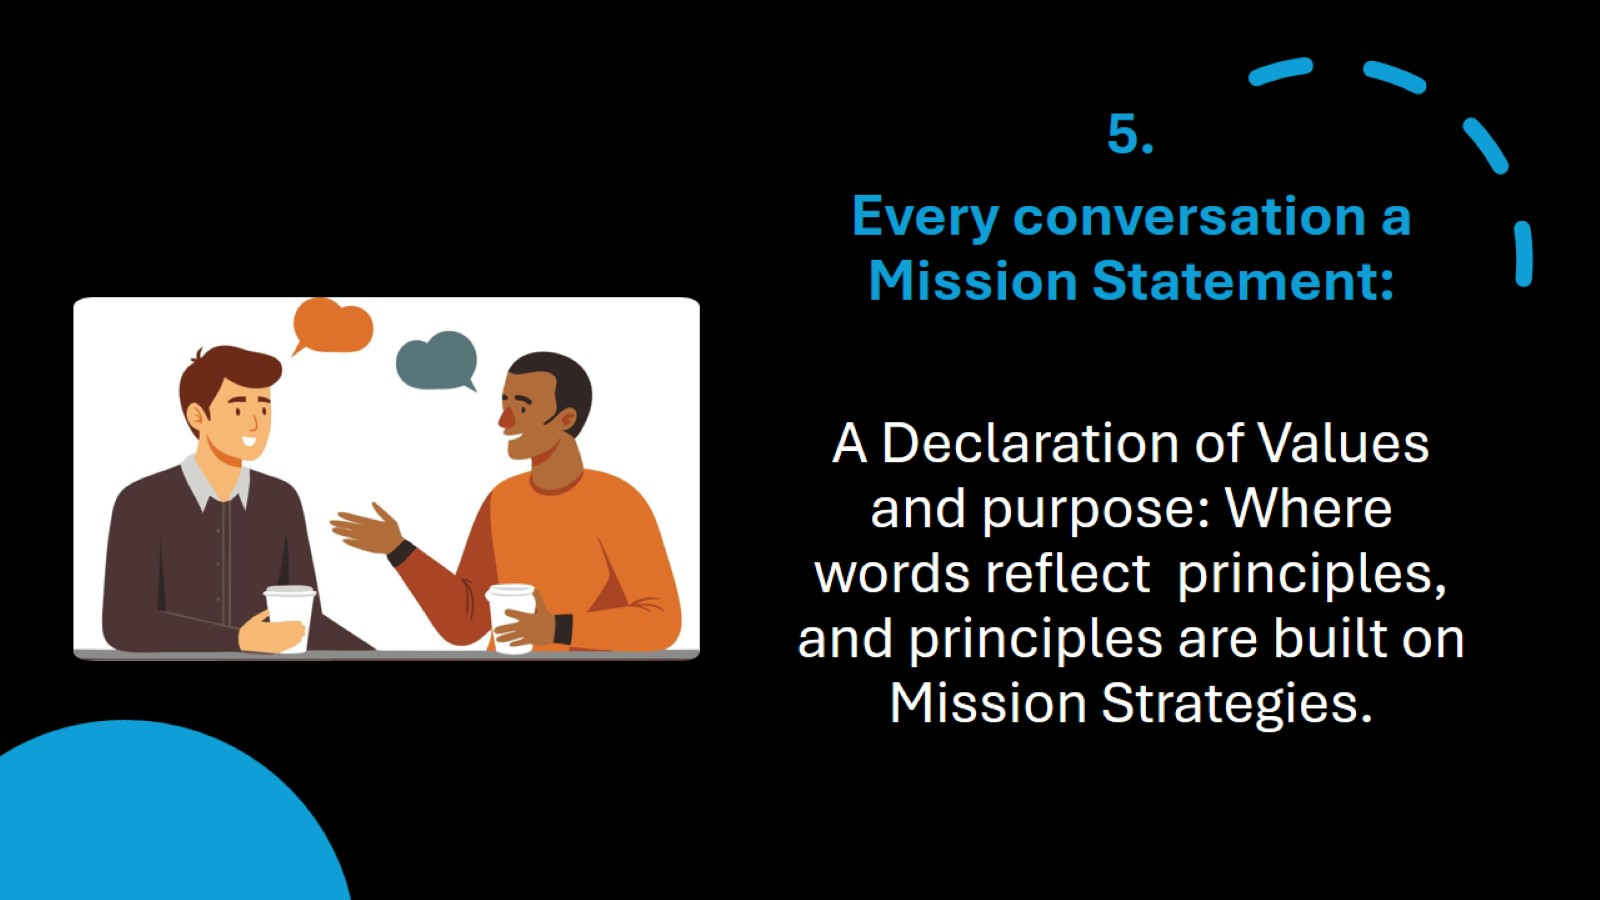 5.
Every conversation a
Mission Statement:
A Declaration of Values
and purpose: Where
words reflect  principles,
and principles are built on
Mission Strategies.